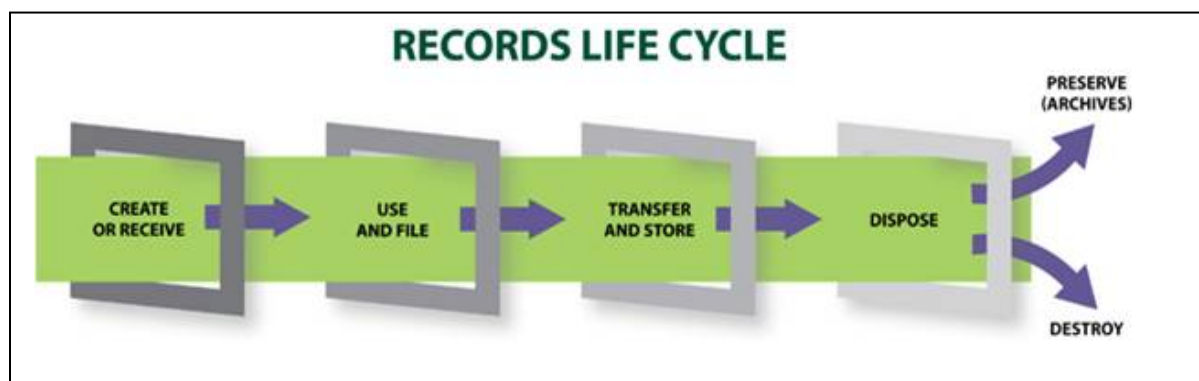 RECORDS LIFE CYCLE
CREATE
OR RECEIVE
USE
AND FILE
TRANSFER
AND STORE
DISPOSE
PRESERVE
(ARCHIVES)
DESTROY